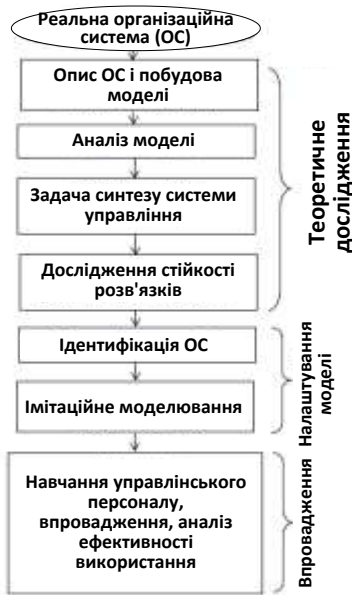 Реальна організаційна
система (ОС)
Опис ОС і побудова
моделі
Аналіз моделі
Задача синтезу системи
управління
Дослідження стійкості
розв'язків
Теоретичне
дослідження
Ідентифікація ОС
Імітаційне моделювання
Налаштування
моделі
Навчання управлінського
персоналу,
впровадження, аналіз
ефективності
використання
Впровадження